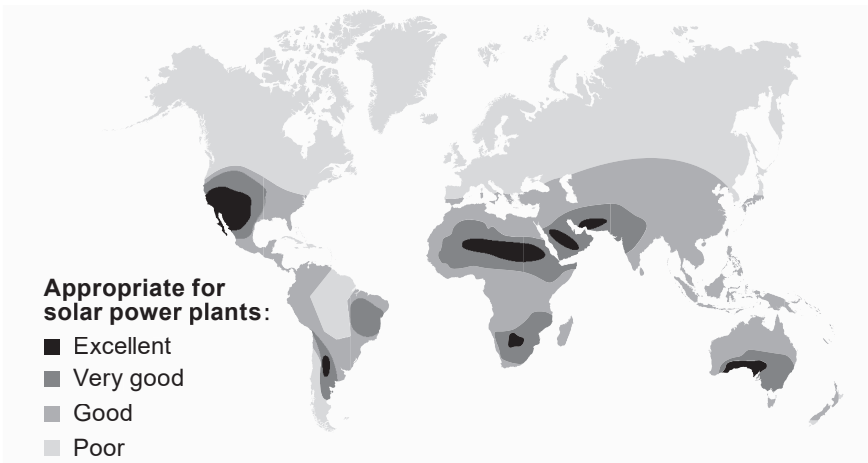 Appropriate for
solar power plants:
Excellent
Very good
Good
Poor